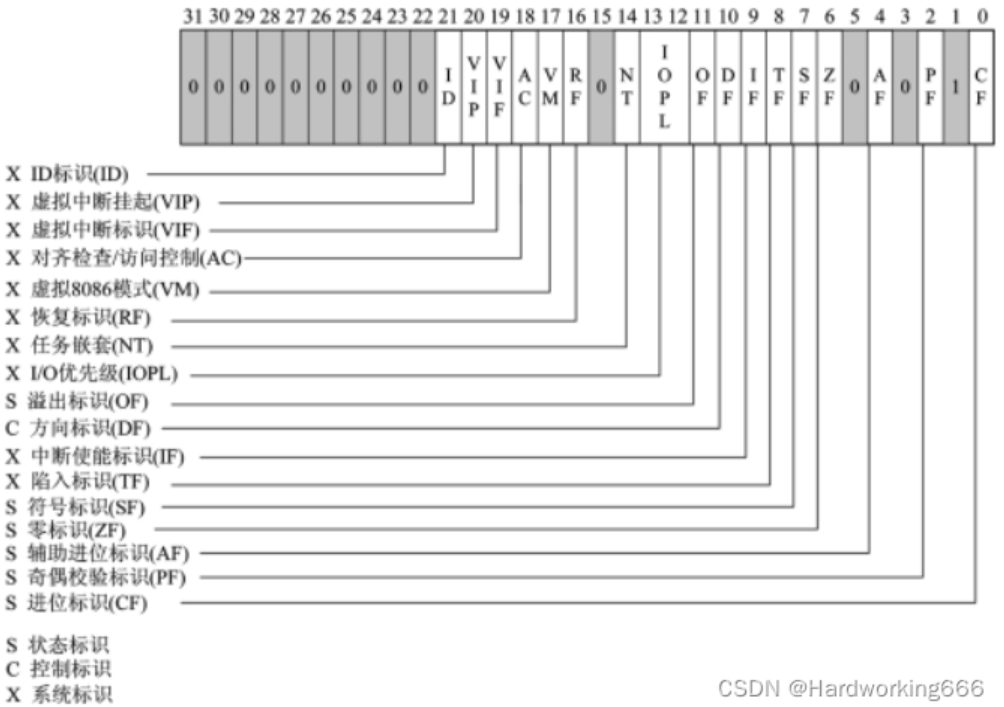 31 30 29 28 27 26 25 24 23 22 21 20 19 18 17 16 15 14 13 12 11 10 9 8 7 6 5 4 3 2 1 0
0 0 0 0 0 0 0 0 0 0 ID VIP VIF AC VM RF 0 NT IOPL OF DF IF TF SF ZF 0 AF 0 PF 1 CF
X ID标识(ID)
X 虚拟中断挂起(VIP)
X 虚拟中断标识(VIF)
X 对齐检查/访问控制(AC)
X 虚拟8086模式(VM)
X 恢复标识(RF)
X 任务嵌套(NT)
X I/O优先级(IOPL)
S 溢出标识(OF)
C 方向标识(DF)
X 中断使能标识(IF)
X 陷入标识(TF)
S 符号标识(SF)
S 零标识(ZF)
S 辅助进位标识(AF)
S 奇偶校验标识(PF)
S 进位标识(CF)
S 状态标识
C 控制标识
X 系统标识
CSDN @Hardworking666